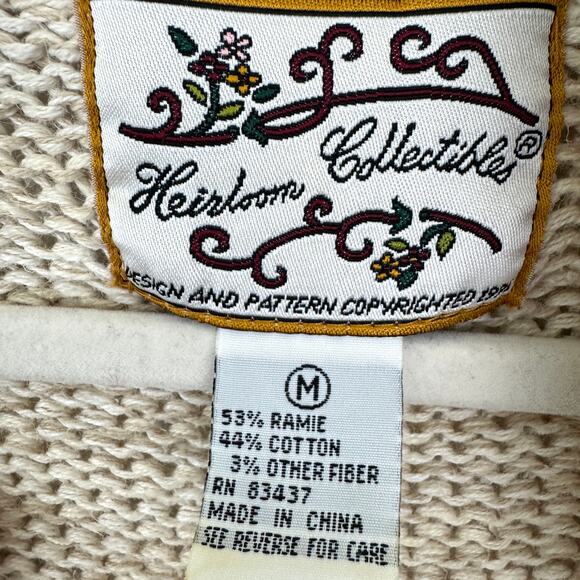 Heirloom Collectibles®
DESIGN AND PATTERN COPYRIGHTED
M
53% RAMIE
44% COTTON
3% OTHER FIBER
RN 83437
MADE IN CHINA
SEE REVERSE FOR CARE